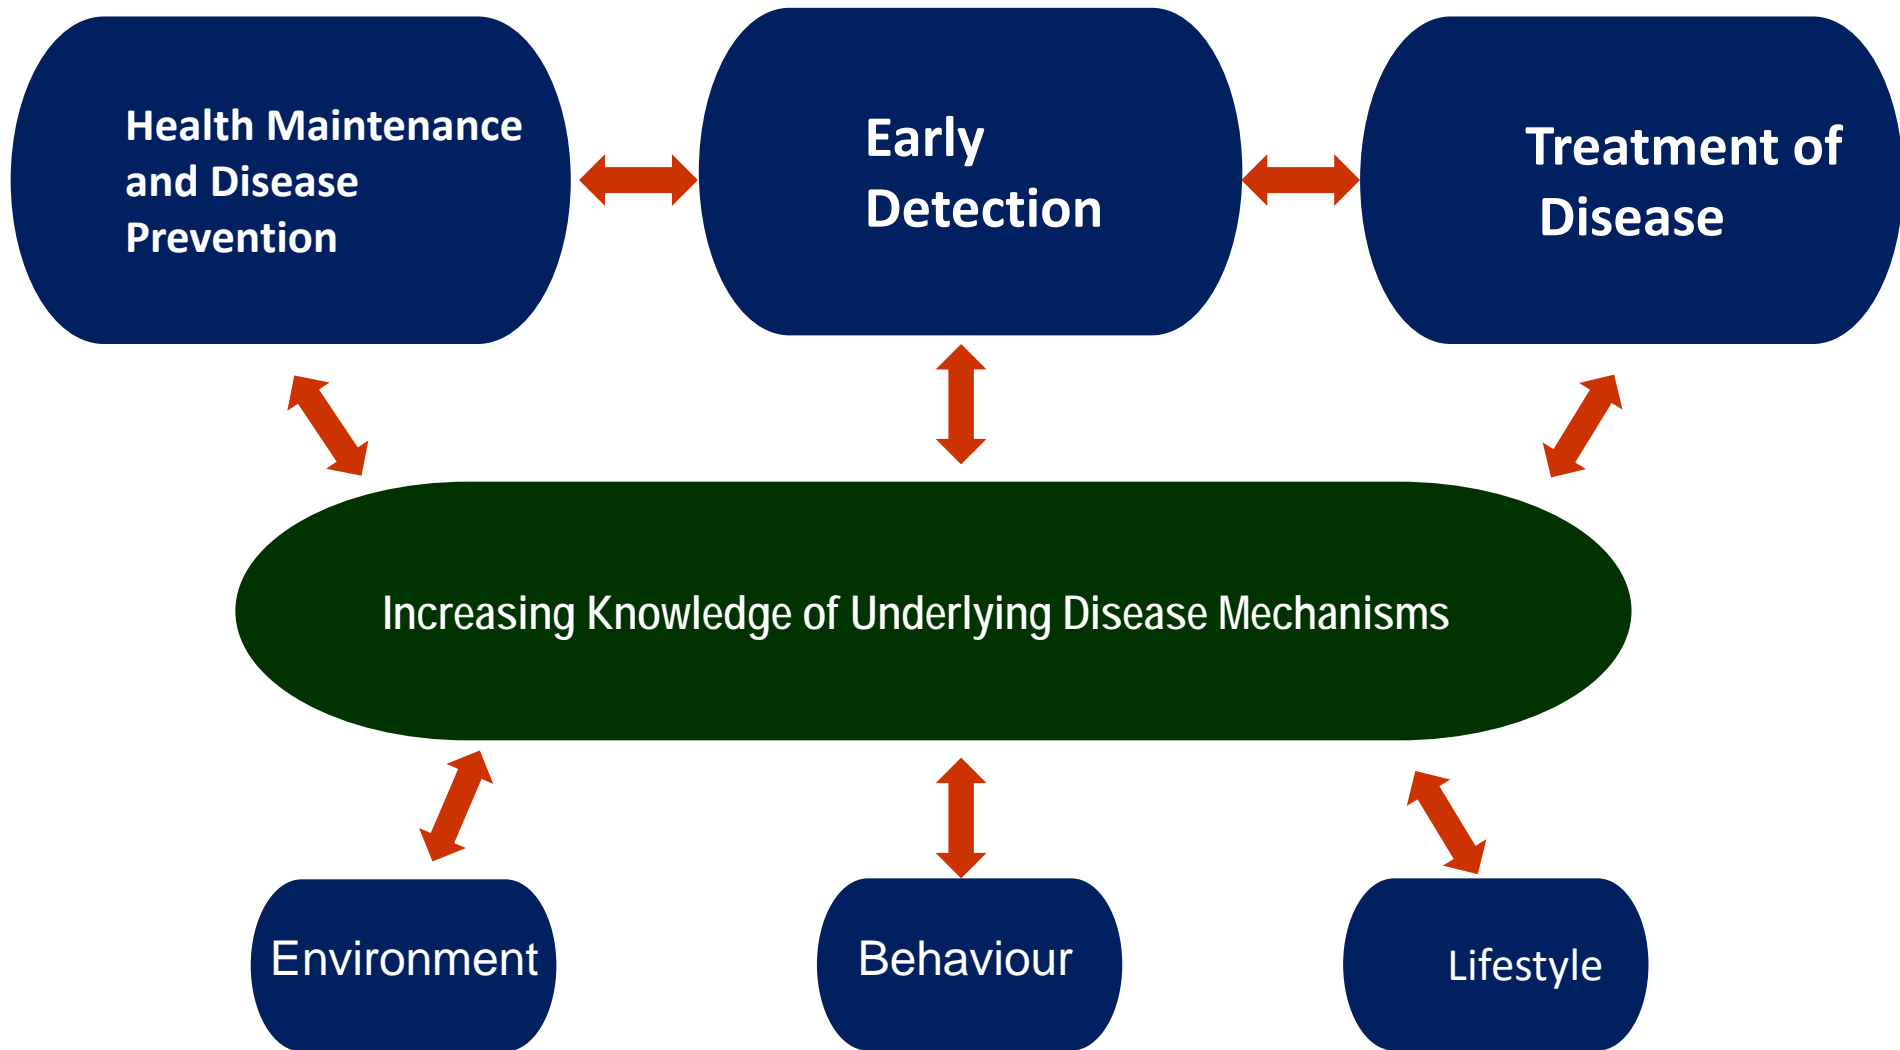 Health Maintenance
and Disease
Prevention
Early
Detection
Treatment of
Disease
Increasing Knowledge of Underlying Disease Mechanisms
Environment
Behaviour
Lifestyle